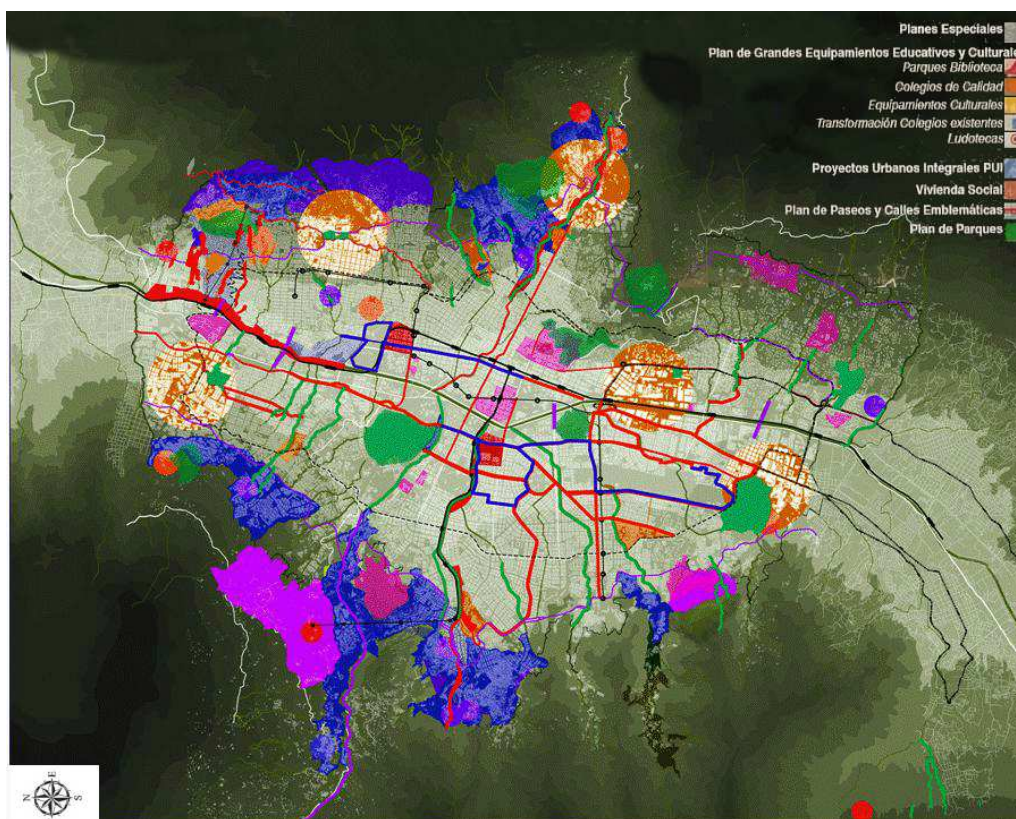 Planes Especiales
Plan de Grandes Equipamientos Educativos y Culturale
Parques Biblioteca
Colegios de Calidad
Equipamientos Culturales
Transformación Colegios existentes
Ludotecas
Proyectos Urbanos Integrales PUI
Vivienda Social
Plan de Paseos y Calles Emblemáticas
Plan de Parques
E
N S